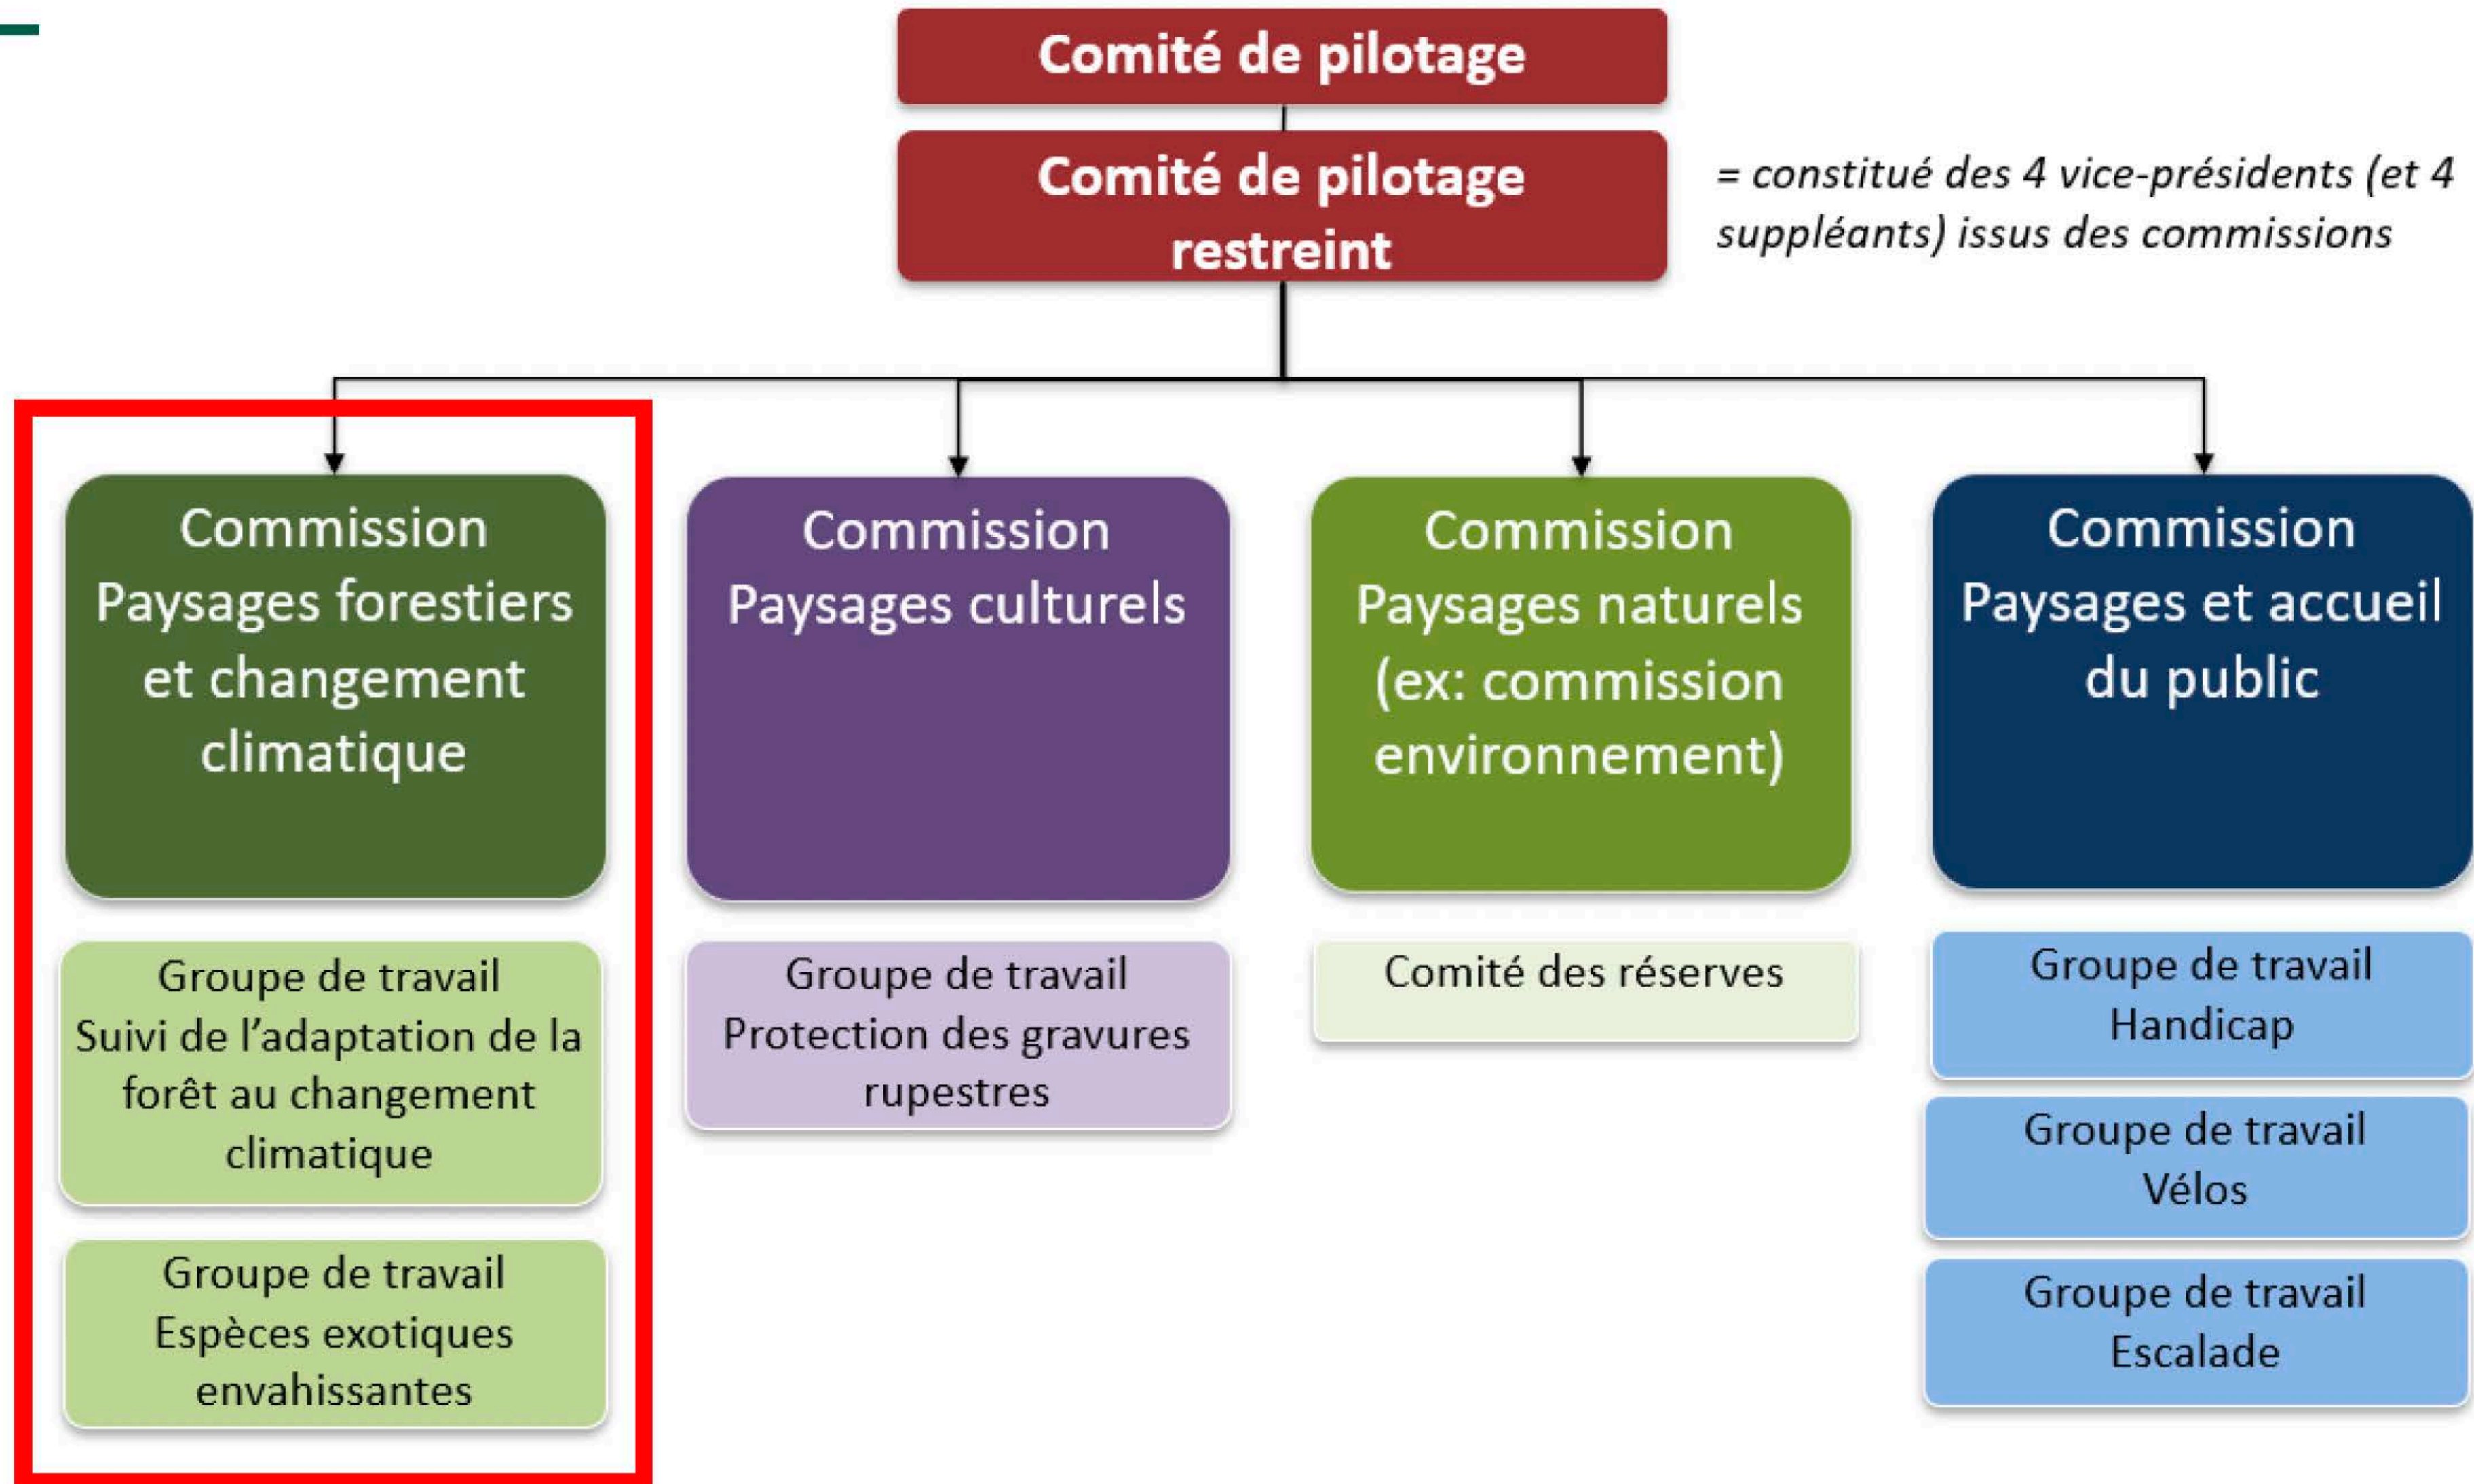 Comité de pilotage
Comité de pilotage
restreint
= constitué des 4 vice-présidents (et 4
suppléants) issus des commissions
Commission
Paysages forestiers
et changement
climatique
Commission
Paysages culturels
Commission
Paysages naturels
(ex: commission
environnement)
Commission
Paysages et accueil
du public
Groupe de travail
Suivi de l’adaptation de la
forêt au changement
climatique
Groupe de travail
Espèces exotiques
envahissantes
Groupe de travail
Protection des gravures
rupestres
Comité des réserves
Groupe de travail
Handicap
Groupe de travail
Vélos
Groupe de travail
Escalade